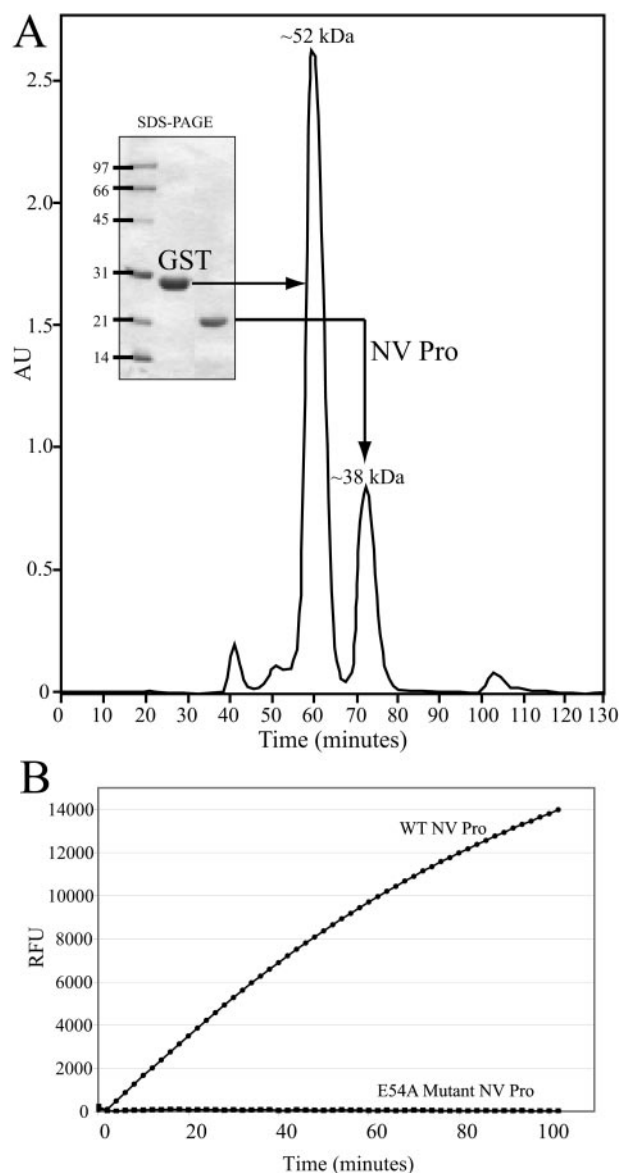 A
~52 kDa
2.5
SDS-PAGE
97
66
2.0
45
GST
31
1.5
21
NV Pro
14
AU
1.0
~38 kDa
0.5
0
0 10 20 30 40 50 60 70 80 90 100 110 120 130
Time (minutes)
B
14000
WT NV Pro
12000
10000
RFU
8000
6000
4000
2000
E54A Mutant NV Pro
0
0 20 40 60 80 100
Time (minutes)